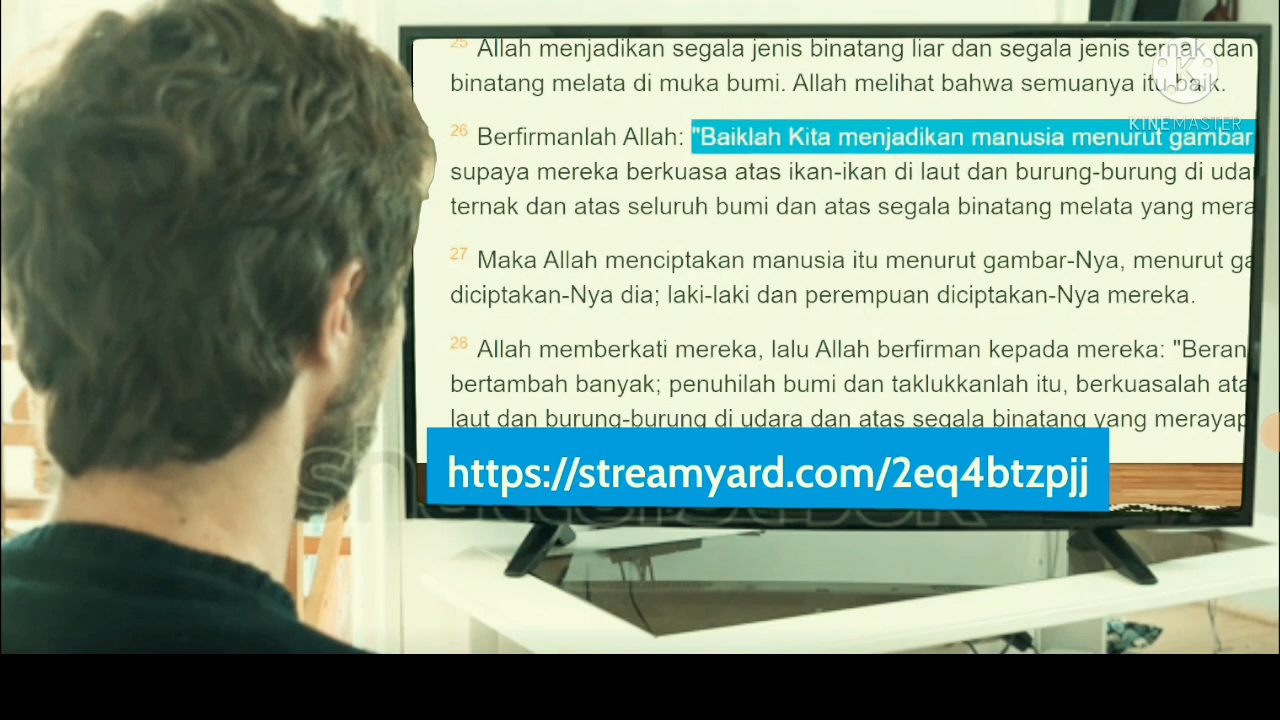 25 Allah menjadikan segala jenis binatang liar dan segala jenis ternak dan
binatang melata di muka bumi. Allah melihat bahwa semuanya itu baik.
KINEMASTER
26 Berfirmanlah Allah: "Baiklah Kita menjadikan manusia menurut gambar
supaya mereka berkuasa atas ikan-ikan di laut dan burung-burung di udar
ternak dan atas seluruh bumi dan atas segala binatang melata yang mera
27 Maka Allah menciptakan manusia itu menurut gambar-Nya, menurut ga
diciptakan-Nya dia; laki-laki dan perempuan diciptakan-Nya mereka.
28 Allah memberkati mereka, lalu Allah berfirman kepada mereka: "Beran
bertambah banyak; penuhilah bumi dan taklukkanlah itu, berkuasalah ata
laut dan burung-burung di udara dan atas segala binatang yang merayap
https://streamyard.com/2eq4btzpjj